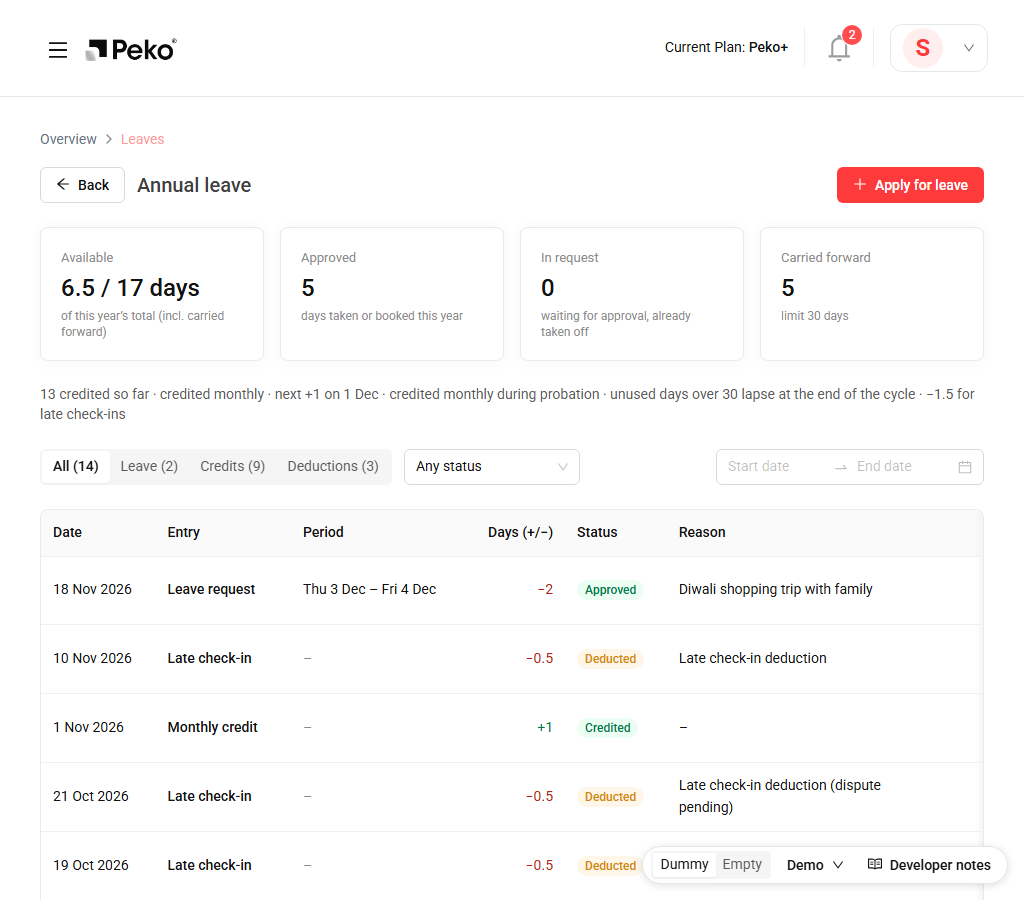 Peko
Current Plan: Peko+
2
S
Overview > Leaves
Back
Annual leave
+ Apply for leave
Available
6.5 / 17 days
of this year's total (incl. carried
forward)
Approved
5
days taken or booked this year
In request
0
waiting for approval, already
taken off
Carried forward
5
limit 30 days
13 credited so far · credited monthly · next +1 on 1 Dec · credited monthly during probation · unused days over 30 lapse at the end of the cycle · −1.5 for
late check-ins
All (14) Leave (2) Credits (9) Deductions (3)
Any status
Start date → End date
Date Entry Period Days (+/−) Status Reason
18 Nov 2026 Leave request Thu 3 Dec – Fri 4 Dec −2 Approved Diwali shopping trip with family
10 Nov 2026 Late check-in – −0.5 Deducted Late check-in deduction
1 Nov 2026 Monthly credit – +1 Credited –
21 Oct 2026 Late check-in – −0.5 Deducted Late check-in deduction (dispute
pending)
19 Oct 2026 Late check-in – −0.5 Deducted
Dummy Empty Demo Developer notes